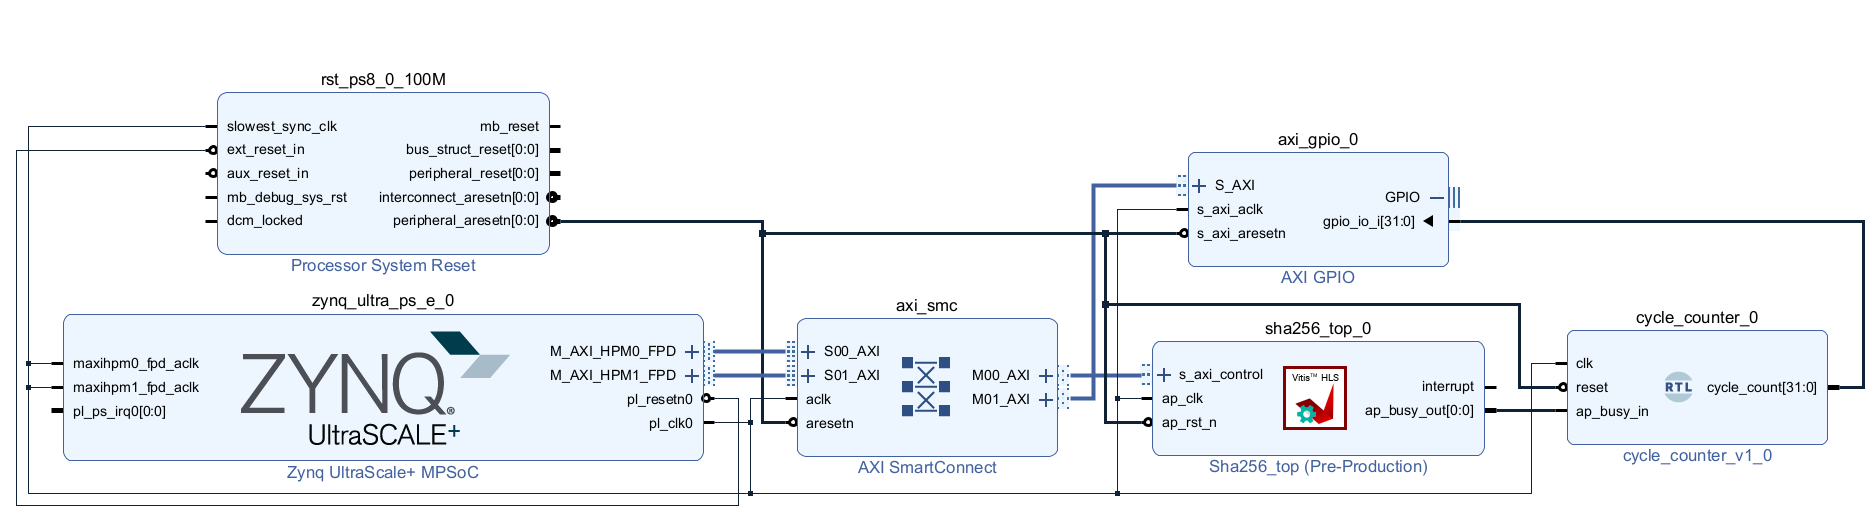 rst_ps8_0_100M
slowest_sync_clk
ext_reset_in
aux_reset_in
mb_debug_sys_rst
dcm_locked
mb_reset
bus_struct_reset[0:0]
peripheral_reset[0:0]
interconnect_aresetn[0:0]
peripheral_aresetn[0:0]
Processor System Reset
zynq_ultra_ps_e_0
maxihpm0_fpd_aclk
maxihpm1_fpd_aclk
pl_ps_irq0[0:0]
ZYNQ®
UltraSCALE+
M_AXI_HPM0_FPD
M_AXI_HPM1_FPD
pl_resetn0
pl_clk0
Zynq UltraScale+ MPSoC
axi_smc
S00_AXI
S01_AXI
aclk
aresetn
M00_AXI
M01_AXI
AXI SmartConnect
axi_gpio_0
S_AXI
s_axi_aclk
s_axi_aresetn
GPIO
gpio_io_i[31:0]
AXI GPIO
sha256_top_0
s_axi_control
ap_clk
ap_rst_n
Vitis™ HLS
interrupt
ap_busy_out[0:0]
Sha256_top (Pre-Production)
cycle_counter_0
clk
reset
ap_busy_in
RTL
cycle_count[31:0]
cycle_counter_v1_0